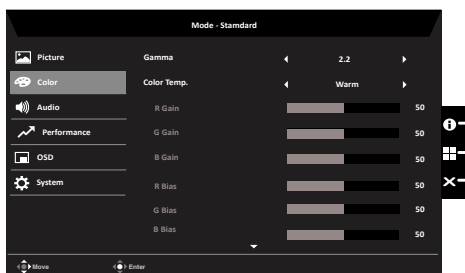 Mode - Standard
Picture
Gamma 2.2
Color
Color Temp. Warm
Audio
R Gain 50
Performance
G Gain 50
OSD
B Gain 50
System
R Bias 50
G Bias 50
B Bias 50
Move Enter